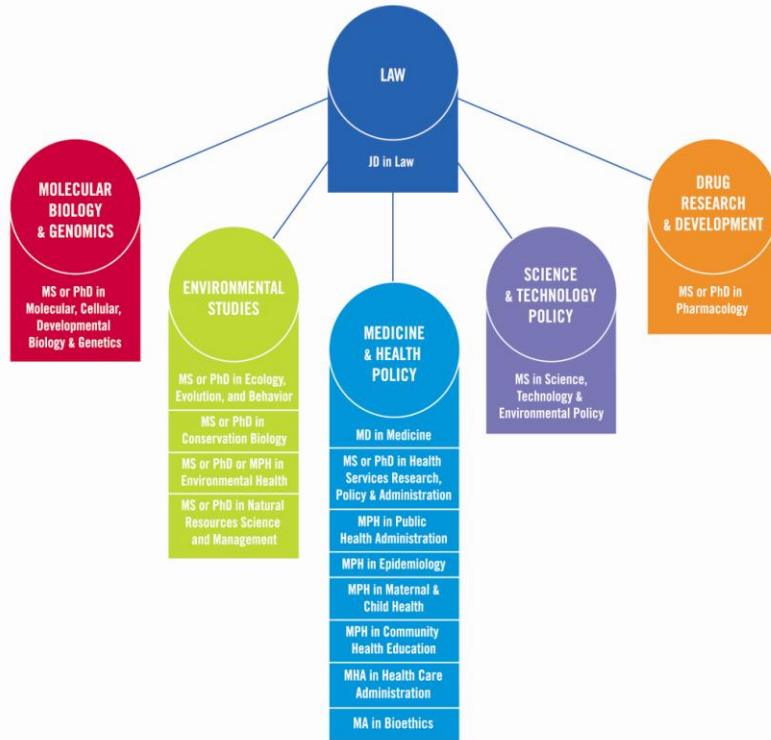 LAW
JD in Law
MOLECULAR
BIOLOGY
& GENOMICS
MS or PhD in
Molecular, Cellular,
Developmental
Biology & Genetics
ENVIRONMENTAL
STUDIES
MS or PhD in Ecology,
Evolution, and Behavior
MS or PhD in
Conservation Biology
MS or PhD or MPH in
Environmental Health
MS or PhD in Natural
Resources Science
and Management
MEDICINE
& HEALTH
POLICY
MD in Medicine
MS or PhD in Health
Services Research,
Policy & Administration
MPH in Public
Health Administration
MPH in Epidemiology
MPH in Maternal &
Child Health
MPH in Community
Health Education
MHA in Health Care
Administration
MA in Bioethics
SCIENCE
& TECHNOLOGY
POLICY
MS in Science,
Technology &
Environmental Policy
DRUG
RESEARCH
& DEVELOPMENT
MS or PhD in
Pharmacology